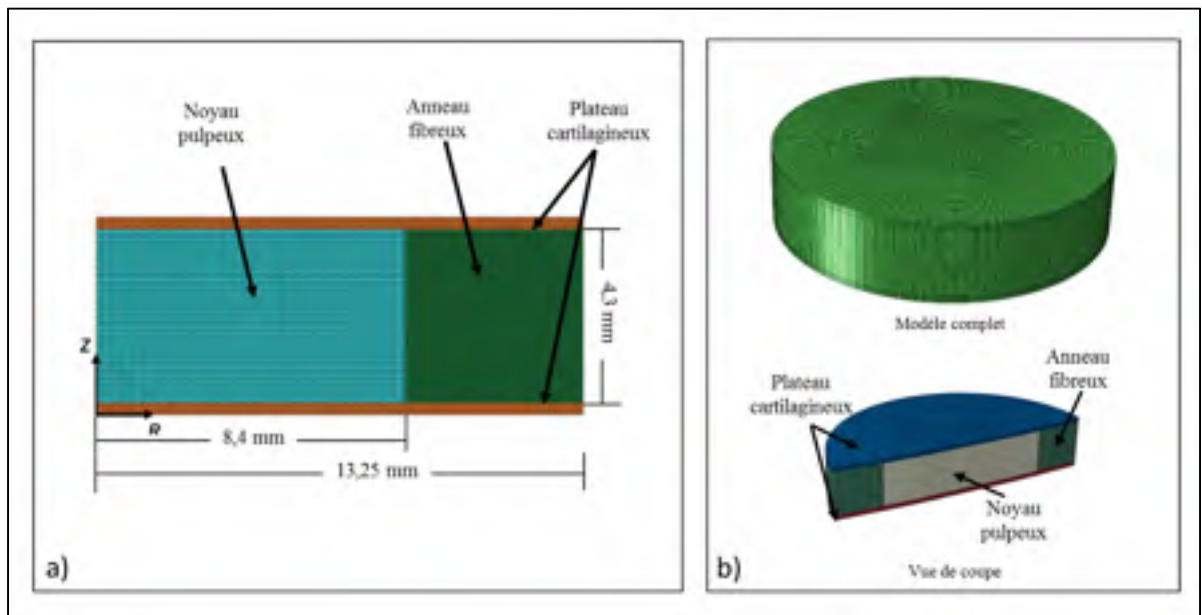 Noyau
pulpeux
Anneau
fibreux
Plateau
cartilagineux
4,3 mm
Z
R
8,4 mm
13,25 mm
a)
Modèle complet
Plateau
cartilagineux
Anneau
fibreux
Noyau
pulpeux
Vue de coupe
b)